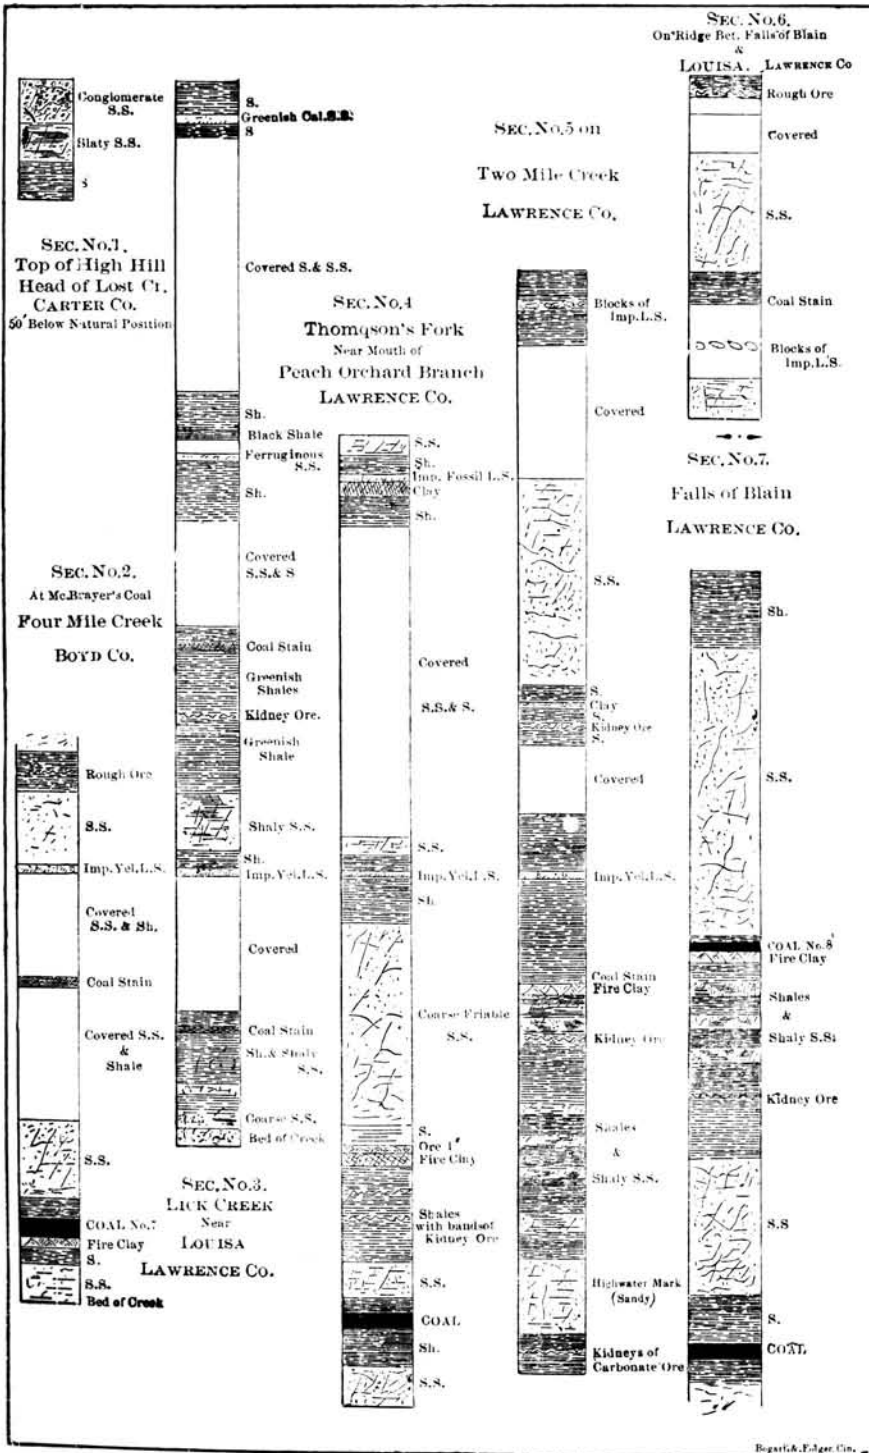 Conglomerate
S.S.
Slaty S.S.
S
SEC. No. 1.
Top of High Hill
Head of Lost Cr.
CARTER CO.
50' Below Natural Position
SEC. No. 2.
At Mc.Brayer's Coal
Four Mile Creek
BOYD CO.
Rough Ore
S.S.
Imp. Yel. L.S.
Covered
S.S. & Sh.
Coal Stain
Covered S.S.
&
Shale
S.S.
COAL No. 7
Fire Clay
S.
S.S.
Bed of Creek
S.
Greenish Cal. S.S.
S
Covered S. & S.S.
Sh.
Black Shale
Ferruginous
S.S.
Sh.
Covered
S.S. & S
Coal Stain
Greenish
Shales
Kidney Ore.
Greenish
Shale
Shaly S.S.
Sh.
Imp. Yel. L.S.
Covered
Coal Stain
Sh. & Shaly
S.S.
Coarse S.S.
Bed of Creek
SEC. No. 3.
LICK CREEK
Near
LOUISA
LAWRENCE CO.
SEC. No. 4
Thomqson's Fork
Near Mouth of
Peach Orchard Branch
LAWRENCE CO.
S.S.
Sh.
Imp. Fossil L.S.
Clay
Sh.
Covered
S.S. & S.
S.S.
Imp. Yel. L.S.
Sh.
Coarse Friable
S.S.
S.
Ore 1"
Fire Clay
Shales
with bands of
Kidney Ore
S.S.
COAL
Sh.
S.S.
SEC. No. 5 on
Two Mile Creek
LAWRENCE CO.
Blocks of
Imp. L.S.
Covered
S.S.
S.
Clay
S.
Kidney Ore
S.
Covered
Imp. Yel. L.S.
Coal Stain
Fire Clay
Kidney Ore
Shales
&
Shaly S.S.
Highwater Mark
(Sandy)
Kidneys of
Carbonate Ore
SEC. No. 6.
On Ridge Bet. Falls of Blain
&
LOUISA. LAWRENCE CO
Rough Ore
Covered
S.S.
Coal Stain
Blocks of
Imp. L.S.
SEC. No. 7.
Falls of Blain
LAWRENCE CO.
Sh.
S.S.
COAL No. 8
Fire Clay
Shales
&
Shaly S.S.
Kidney Ore
S.S
S.
COAL
Bogart & Folger Cin.